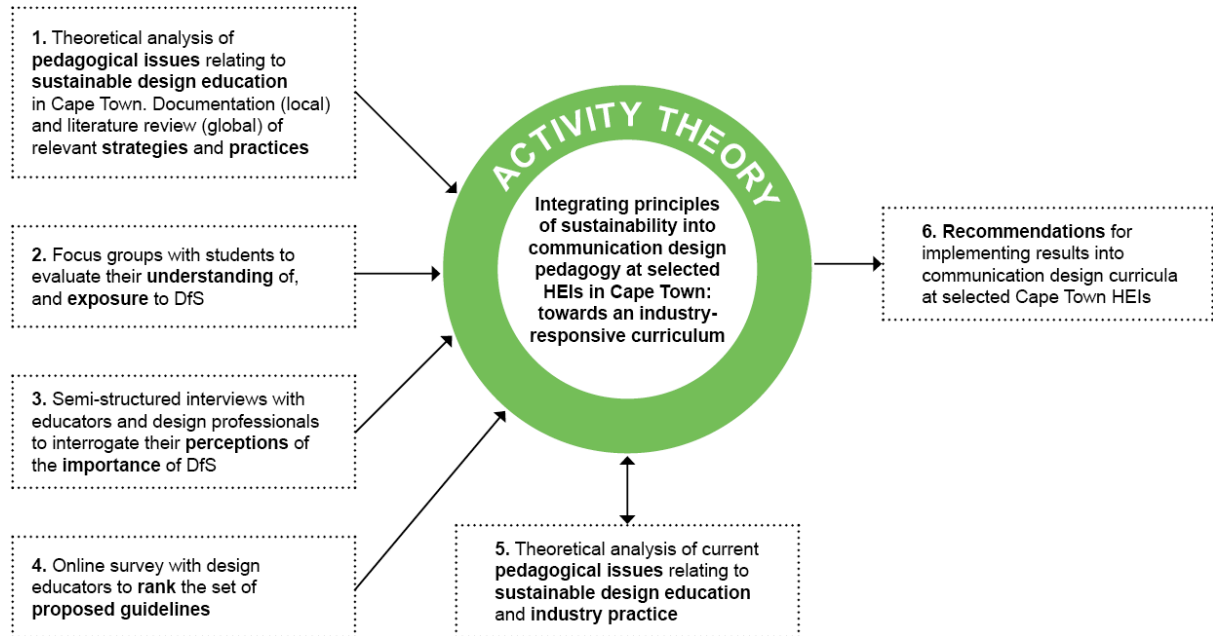 1. Theoretical analysis of
pedagogical issues relating to
sustainable design education
in Cape Town. Documentation (local)
and literature review (global) of
relevant strategies and practices
2. Focus groups with students to
evaluate their understanding of,
and exposure to DfS
3. Semi-structured interviews with
educators and design professionals
to interrogate their perceptions of
the importance of DfS
4. Online survey with design
educators to rank the set of
proposed guidelines
ACTIVITY THEORY
Integrating principles
of sustainability into
communication design
pedagogy at selected
HEIs in Cape Town:
towards an industry-
responsive curriculum
5. Theoretical analysis of current
pedagogical issues relating to
sustainable design education
and industry practice
6. Recommendations for
implementing results into
communication design curricula
at selected Cape Town HEIs